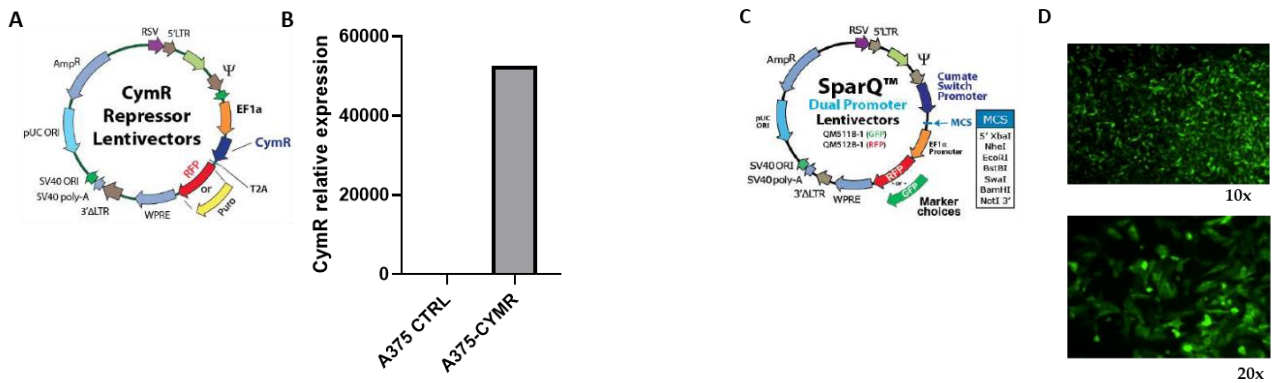 A
RSV
5'LTR
Ψ
AmpR
EF1a
CymR
Repressor
Lentivectors
pUC ORI
CymR
RFP
or
T2A
SV40 ORI
SV40 poly-A
3'ΔLTR
WPRE
Puro
B
CymR relative expression
60000
40000
20000
0
A375 CTRL
A375-CYMR
C
RSV
5'LTR
Ψ
AmpR
Cumate
Switch
Promoter
SparQ™
Dual Promoter
Lentivectors
QM511B-1 (GFP)
QM512B-1 (RFP)
pUC
ORI
MCS
EF1α
Promoter
SV40 ORI
SV40 poly-A
3'ΔLTR
WPRE
RFP
-or-
GFP
Marker
choices
MCS
5' XbaI
NheI
EcoRI
BstBI
SwaI
BamHI
NotI 3'
D
10x
20x